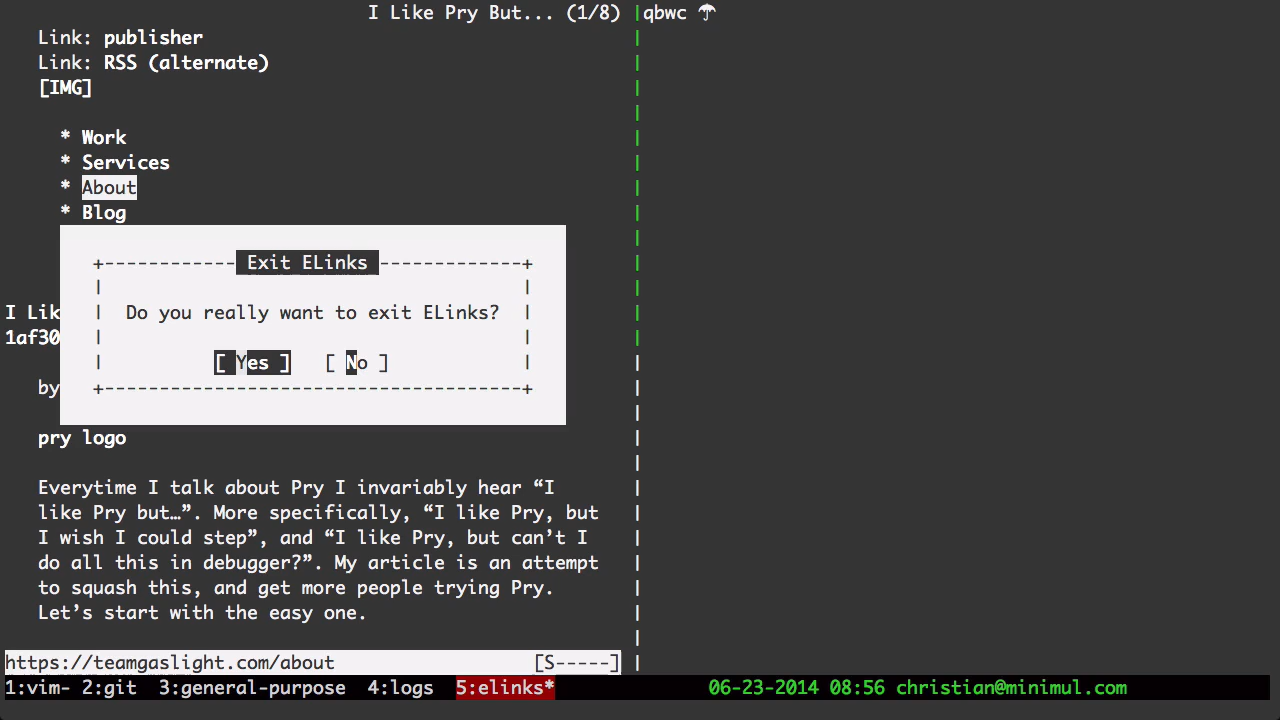 I Like Pry But... (1/8)
qbwc ☂
Link: publisher
Link: RSS (alternate)
[IMG]
* Work
* Services
* About
* Blog
Exit ELinks
I Lik
Do you really want to exit ELinks?
1af30
[ Yes ] [ No ]
by
pry logo
Everytime I talk about Pry I invariably hear “I
like Pry but…”. More specifically, “I like Pry, but
I wish I could step”, and “I like Pry, but can’t I
do all this in debugger?”. My article is an attempt
to squash this, and get more people trying Pry.
Let’s start with the easy one.
https://teamgaslight.com/about [S-----]
1:vim- 2:git 3:general-purpose 4:logs 5:elinks* 06-23-2014 08:56 christian@minimul.com